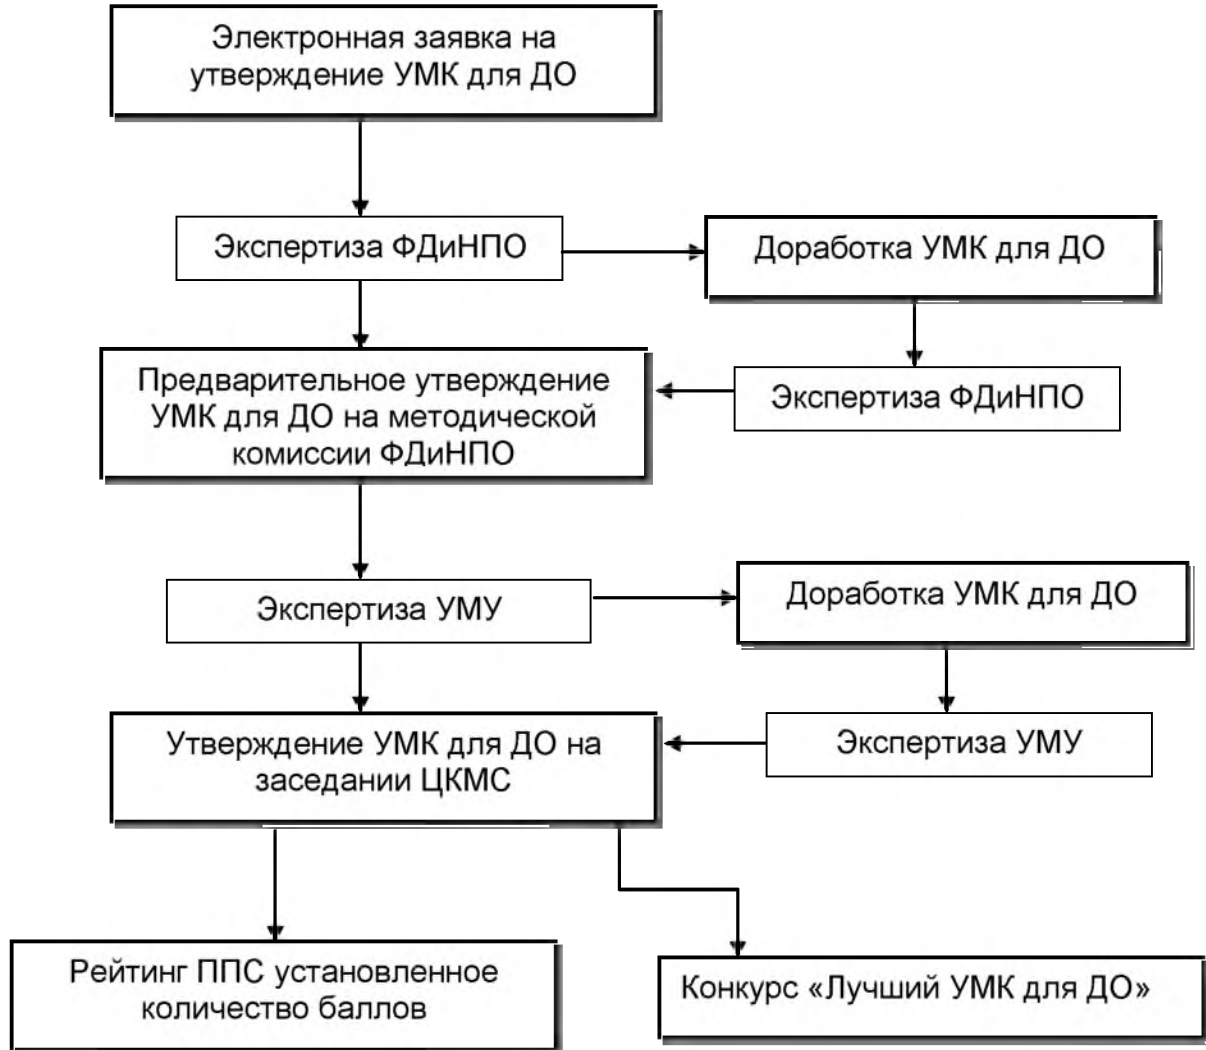 Электронная заявка на
утверждение УМК для ДО
Экспертиза ФДиНПО
Доработка УМК для ДО
Предварительное утверждение
УМК для ДО на методической
комиссии ФДиНПО
Экспертиза ФДиНПО
Экспертиза УМУ
Доработка УМК для ДО
Утверждение УМК для ДО на
заседании ЦКМС
Экспертиза УМУ
Рейтинг ППС установленное
количество баллов
Конкурс «Лучший УМК для ДО»